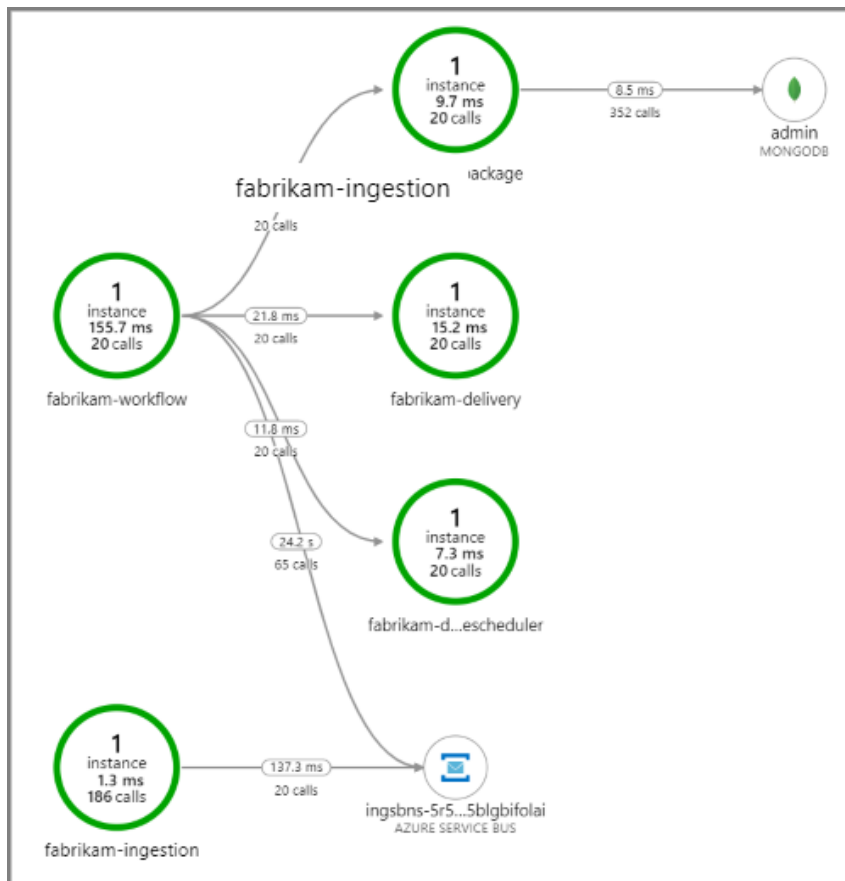 1
instance
9.7 ms
20 calls
8.5 ms
352 calls
admin
MONGODB
fabrikam-ingestion
20 calls
1
instance
155.7 ms
20 calls
fabrikam-workflow
21.8 ms
20 calls
1
instance
15.2 ms
20 calls
fabrikam-delivery
11.8 ms
20 calls
24.2 s
65 calls
1
instance
7.3 ms
20 calls
fabrikam-d...escheduler
1
instance
1.3 ms
186 calls
fabrikam-ingestion
137.3 ms
20 calls
ingsbns-5r5...5blgbifolai
AZURE SERVICE BUS